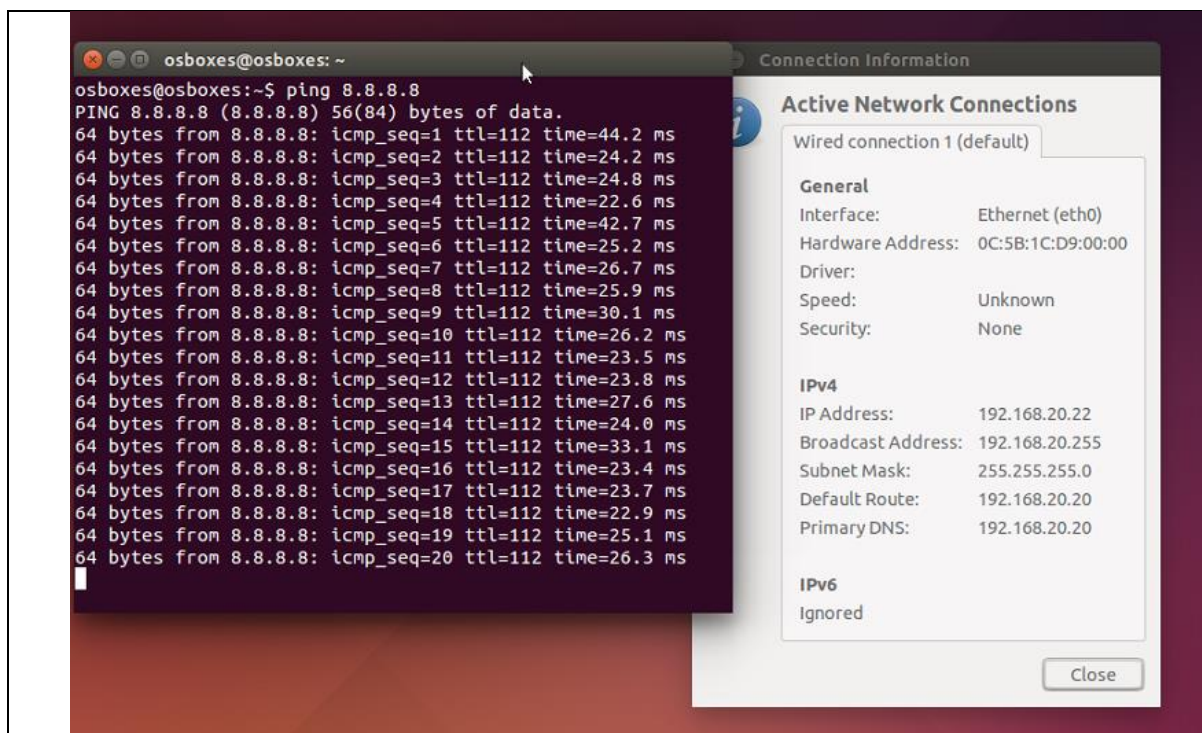 osboxes@osboxes: ~
osboxes@osboxes:~$ ping 8.8.8.8
PING 8.8.8.8 (8.8.8.8) 56(84) bytes of data.
64 bytes from 8.8.8.8: icmp_seq=1 ttl=112 time=44.2 ms
64 bytes from 8.8.8.8: icmp_seq=2 ttl=112 time=24.2 ms
64 bytes from 8.8.8.8: icmp_seq=3 ttl=112 time=24.8 ms
64 bytes from 8.8.8.8: icmp_seq=4 ttl=112 time=22.6 ms
64 bytes from 8.8.8.8: icmp_seq=5 ttl=112 time=42.7 ms
64 bytes from 8.8.8.8: icmp_seq=6 ttl=112 time=25.2 ms
64 bytes from 8.8.8.8: icmp_seq=7 ttl=112 time=26.7 ms
64 bytes from 8.8.8.8: icmp_seq=8 ttl=112 time=25.9 ms
64 bytes from 8.8.8.8: icmp_seq=9 ttl=112 time=30.1 ms
64 bytes from 8.8.8.8: icmp_seq=10 ttl=112 time=26.2 ms
64 bytes from 8.8.8.8: icmp_seq=11 ttl=112 time=23.5 ms
64 bytes from 8.8.8.8: icmp_seq=12 ttl=112 time=23.8 ms
64 bytes from 8.8.8.8: icmp_seq=13 ttl=112 time=27.6 ms
64 bytes from 8.8.8.8: icmp_seq=14 ttl=112 time=24.0 ms
64 bytes from 8.8.8.8: icmp_seq=15 ttl=112 time=33.1 ms
64 bytes from 8.8.8.8: icmp_seq=16 ttl=112 time=23.4 ms
64 bytes from 8.8.8.8: icmp_seq=17 ttl=112 time=23.7 ms
64 bytes from 8.8.8.8: icmp_seq=18 ttl=112 time=22.9 ms
64 bytes from 8.8.8.8: icmp_seq=19 ttl=112 time=25.1 ms
64 bytes from 8.8.8.8: icmp_seq=20 ttl=112 time=26.3 ms
Connection Information
Active Network Connections
Wired connection 1 (default)
General
Interface: Ethernet (eth0)
Hardware Address: 0C:5B:1C:D9:00:00
Driver:
Speed: Unknown
Security: None
IPv4
IP Address: 192.168.20.22
Broadcast Address: 192.168.20.255
Subnet Mask: 255.255.255.0
Default Route: 192.168.20.20
Primary DNS: 192.168.20.20
IPv6
Ignored
Close